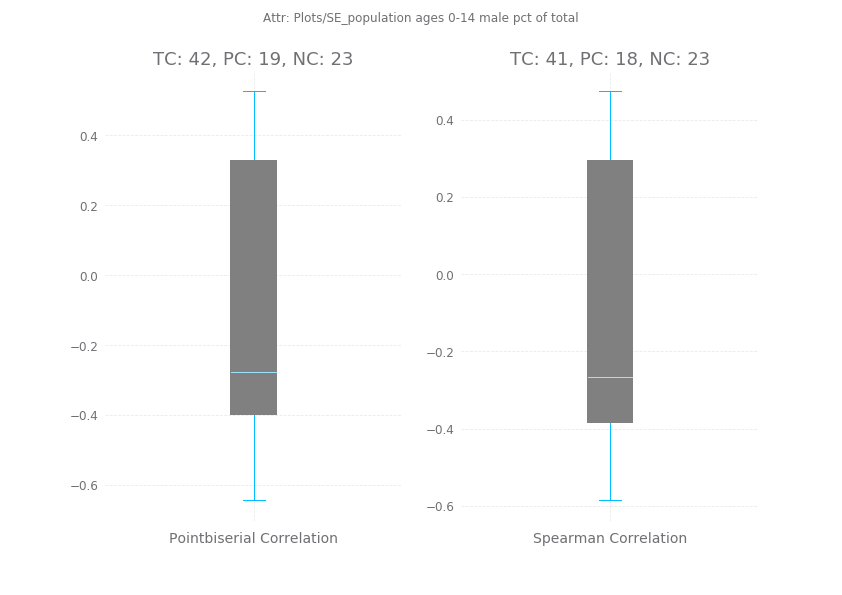 Attr: Plots/SE_population ages 0-14 male pct of total
TC: 42, PC: 19, NC: 23
0.4
0.2
0.0
−0.2
−0.4
−0.6
Pointbiserial Correlation
TC: 41, PC: 18, NC: 23
0.4
0.2
0.0
−0.2
−0.4
−0.6
Spearman Correlation